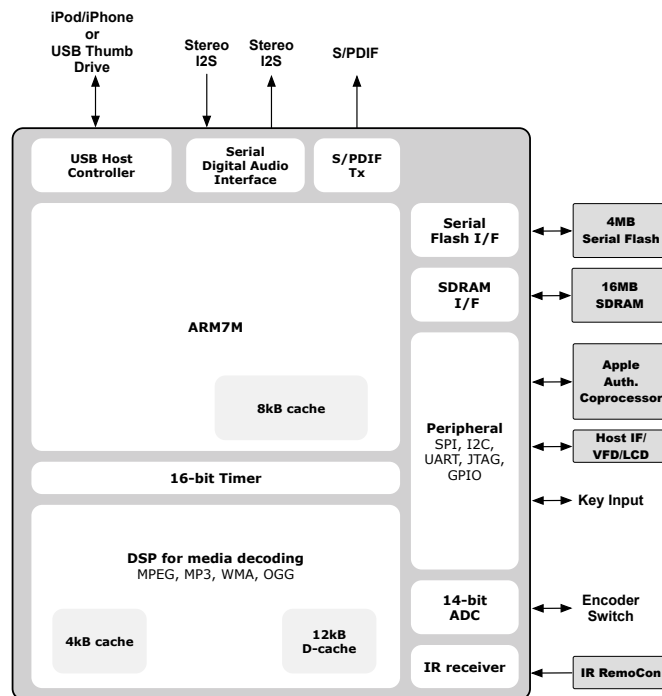 iPod/iPhone
or
USB Thumb
Drive
Stereo
I2S
Stereo
I2S
S/PDIF
USB Host
Controller
Serial
Digital Audio
Interface
S/PDIF
Tx
ARM7M
8kB cache
16-bit Timer
DSP for media decoding
MPEG, MP3, WMA, OGG
4kB cache
12kB
D-cache
Serial
Flash I/F
SDRAM
I/F
Peripheral
SPI, I2C,
UART, JTAG,
GPIO
14-bit
ADC
IR receiver
4MB
Serial Flash
16MB
SDRAM
Apple
Auth.
Coprocessor
Host IF/
VFD/LCD
Key Input
Encoder
Switch
IR RemoCon